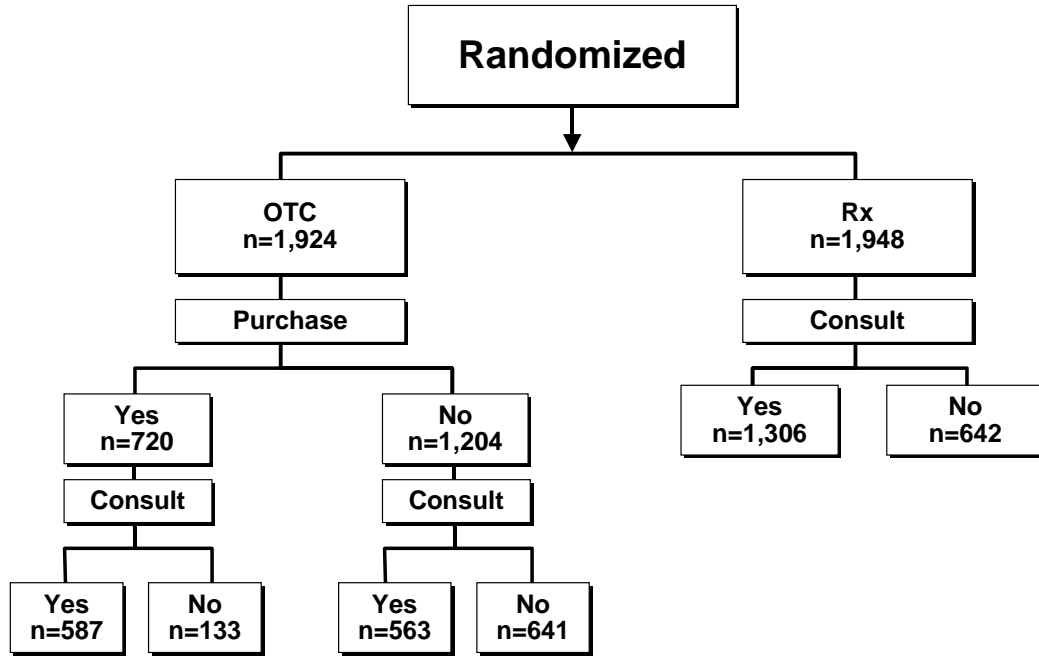 Randomized
OTC
n=1,924
Rx
n=1,948
Purchase
Consult
Yes
n=720
No
n=1,204
Yes
n=1,306
No
n=642
Consult
Consult
Yes
n=587
No
n=133
Yes
n=563
No
n=641